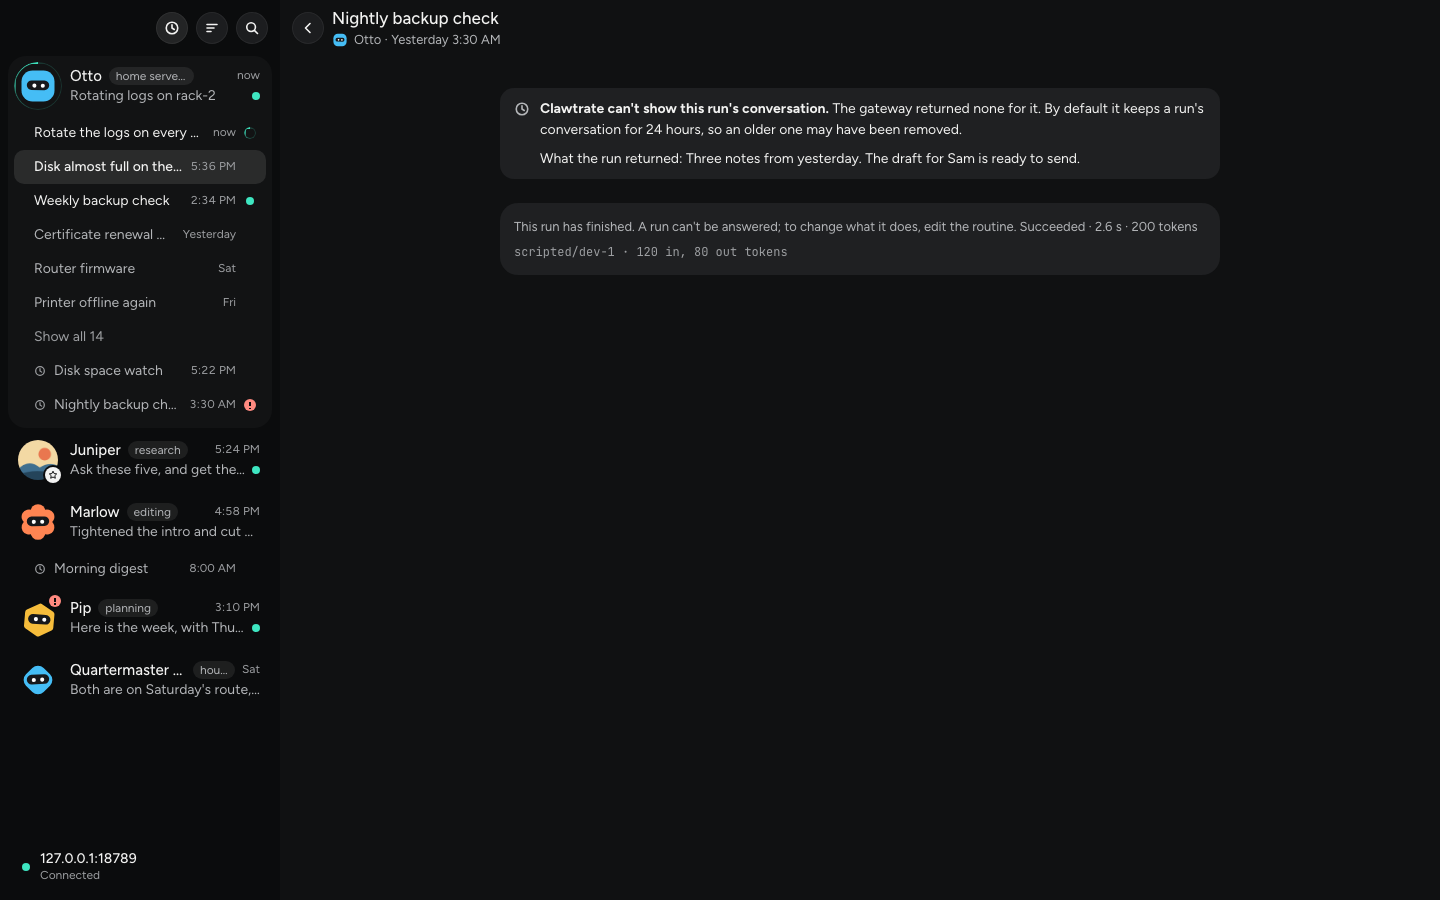 Otto home serve... now
Rotating logs on rack-2
Rotate the logs on every ... now
Disk almost full on the... 5:36 PM
Weekly backup check 2:34 PM
Certificate renewal ... Yesterday
Router firmware Sat
Printer offline again Fri
Show all 14
Disk space watch 5:22 PM
Nightly backup ch... 3:30 AM
Juniper research 5:24 PM
Ask these five, and get the...
Marlow editing 4:58 PM
Tightened the intro and cut ...
Morning digest 8:00 AM
Pip planning 3:10 PM
Here is the week, with Thu...
Quartermaster ... hou... Sat
Both are on Saturday's route,...
127.0.0.1:18789
Connected
Nightly backup check
Otto · Yesterday 3:30 AM
Clawtrate can't show this run's conversation. The gateway returned none for it. By default it keeps a run's
conversation for 24 hours, so an older one may have been removed.
What the run returned: Three notes from yesterday. The draft for Sam is ready to send.
This run has finished. A run can't be answered; to change what it does, edit the routine. Succeeded · 2.6 s · 200 tokens
scripted/dev-1 · 120 in, 80 out tokens